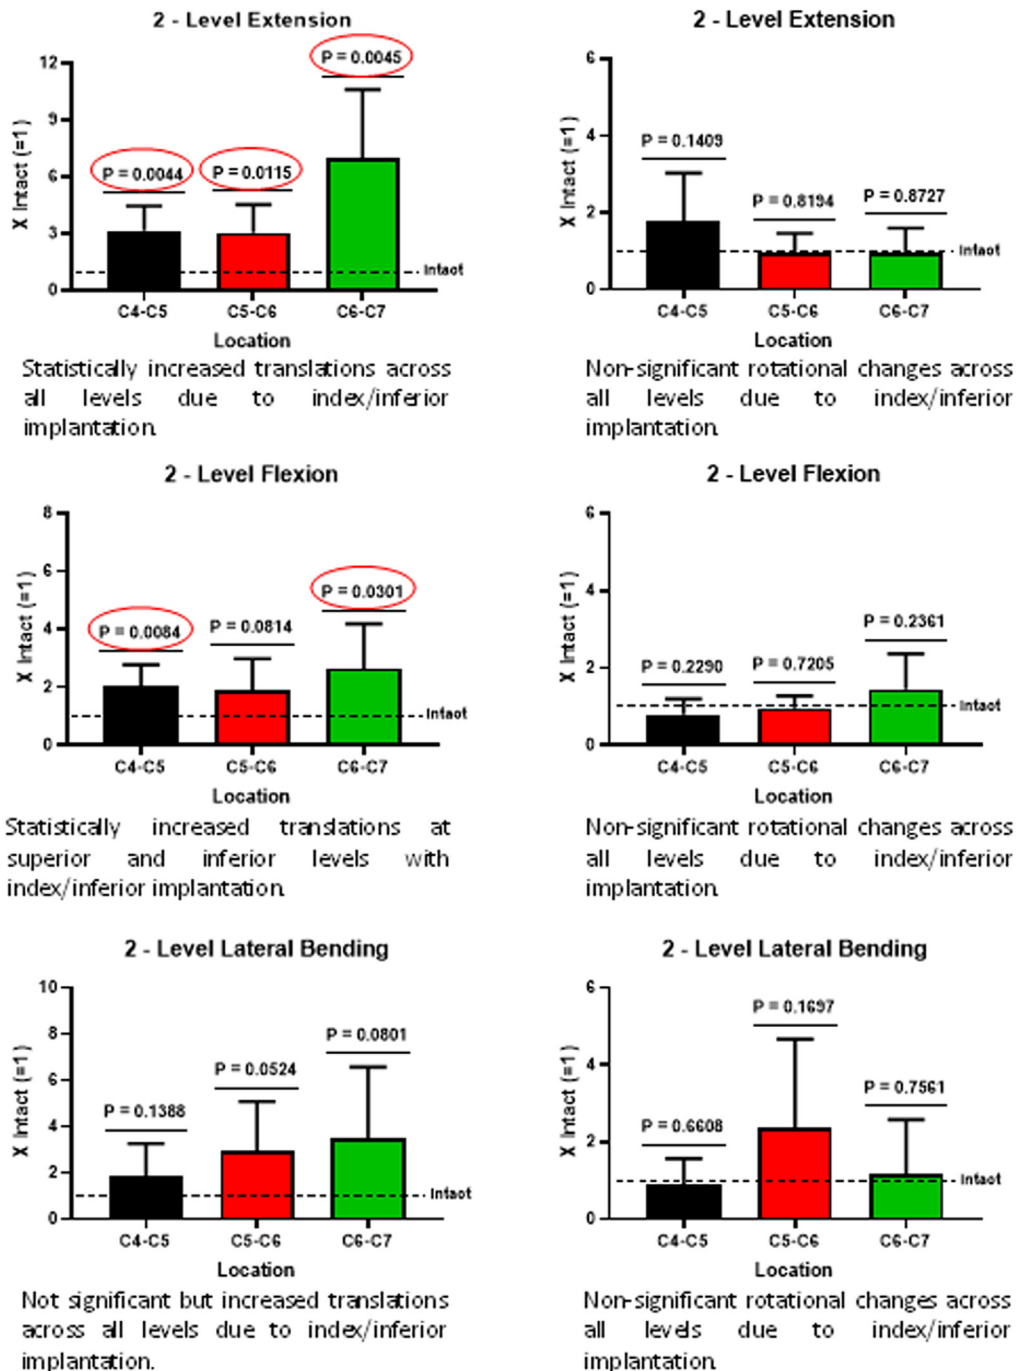 2 - Level Extension
12
9
6
3
0
X Intact (=1)
P = 0.0044
P = 0.0115
P = 0.0045
Intact
C4-C5
C5-C6
C6-C7
Location
Statistically increased translations across
all levels due to index/inferior
implantation.
2 - Level Extension
6
4
2
0
X Intact (=1)
P = 0.1409
P = 0.8194
P = 0.8727
Intact
C4-C5
C5-C6
C6-C7
Location
Non-significant rotational changes across
all levels due to index/inferior
implantation.
2 - Level Flexion
8
6
4
2
0
X Intact (=1)
P = 0.0084
P = 0.0814
P = 0.0301
Intact
C4-C5
C5-C6
C6-C7
Location
Statistically increased translations at
superior and inferior levels with
index/inferior implantation.
2 - Level Flexion
6
4
2
0
X Intact (=1)
P = 0.2290
P = 0.7205
P = 0.2361
Intact
C4-C5
C5-C6
C6-C7
Location
Non-significant rotational changes across
all levels due to index/inferior
implantation.
2 - Level Lateral Bending
10
8
6
4
2
0
X Intact (=1)
P = 0.1388
P = 0.0524
P = 0.0801
Intact
C4-C5
C5-C6
C6-C7
Location
Not significant but increased translations
across all levels due to index/inferior
implantation.
2 - Level Lateral Bending
6
4
2
0
X Intact (=1)
P = 0.6608
P = 0.1697
P = 0.7561
Intact
C4-C5
C5-C6
C6-C7
Location
Non-significant rotational changes across
all levels due to index/inferior
implantation.